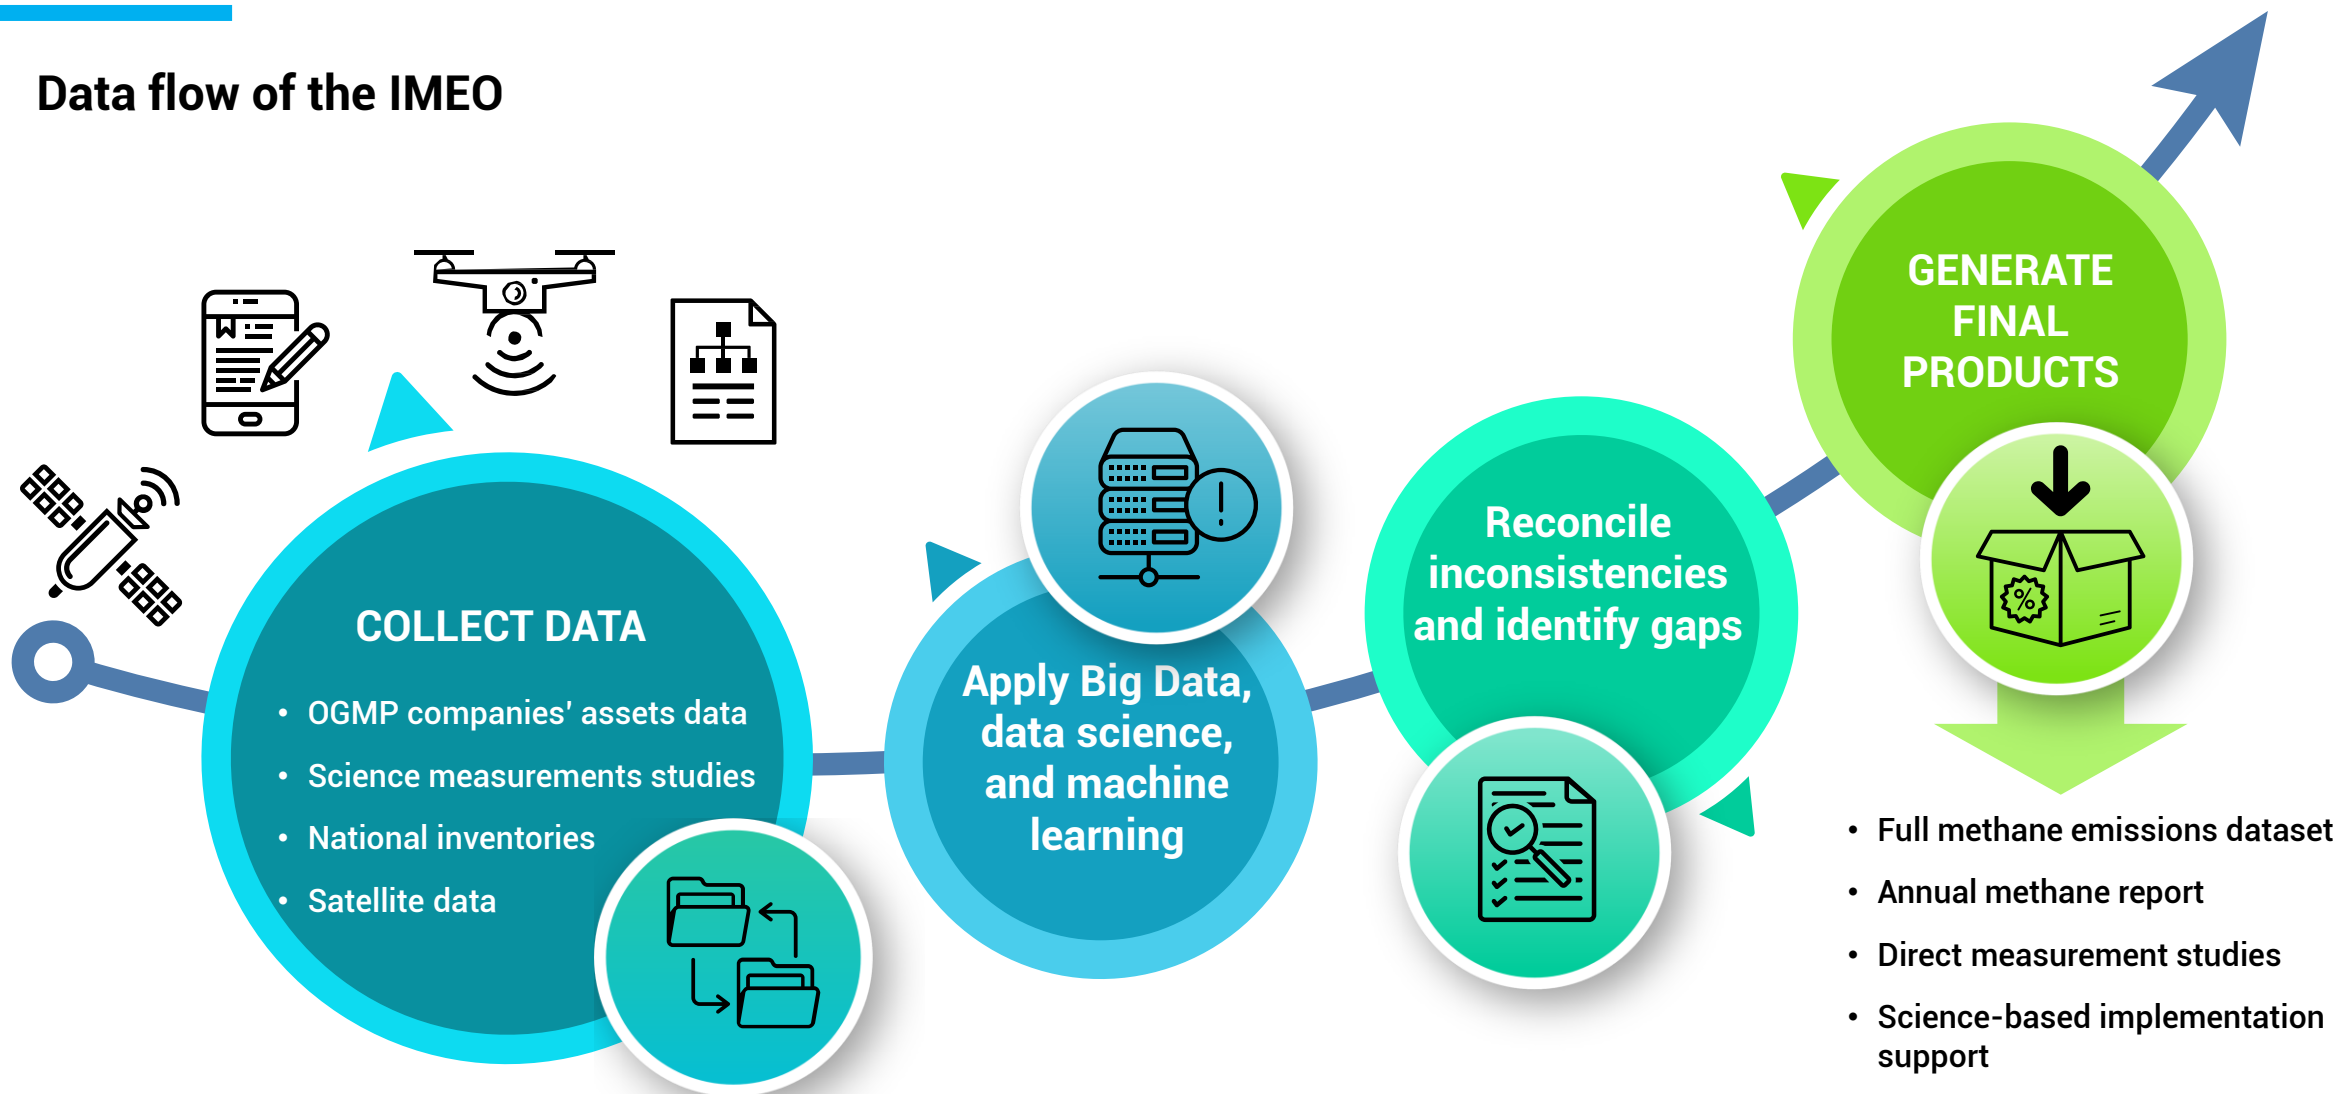 Data flow of the IMEO
COLLECT DATA
• OGMP companies' assets data
• Science measurements studies
• National inventories
• Satellite data
Apply Big Data,
data science,
and machine
learning
Reconcile
inconsistencies
and identify gaps
GENERATE
FINAL
PRODUCTS
%
• Full methane emissions dataset
• Annual methane report
• Direct measurement studies
• Science-based implementation
support